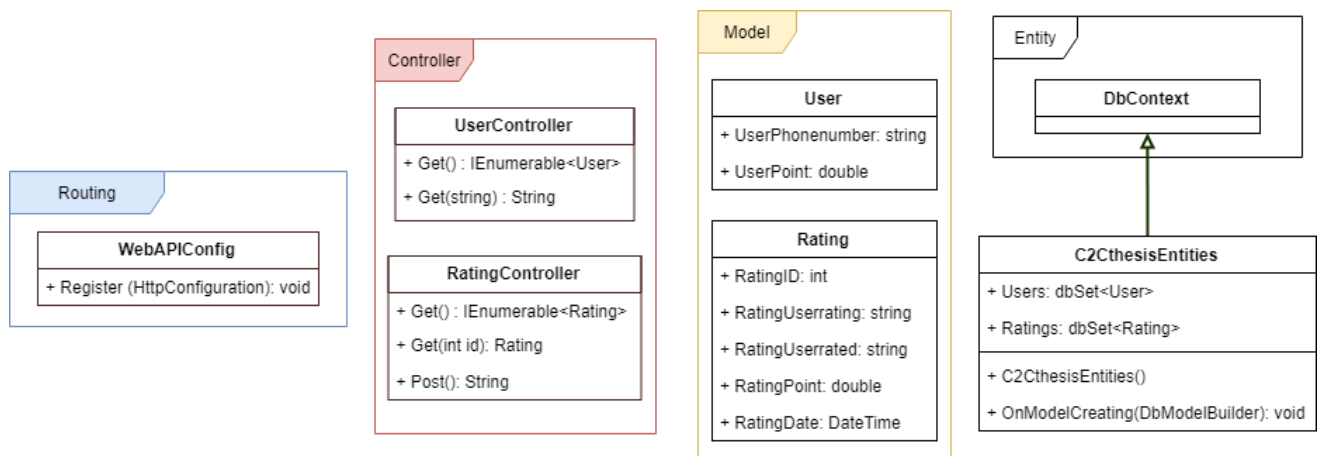 Routing
WebAPIConfig
+ Register (HttpConfiguration): void
Controller
UserController
+ Get() : IEnumerable<User>
+ Get(string) : String
RatingController
+ Get() : IEnumerable<Rating>
+ Get(int id): Rating
+ Post(): String
Model
User
+ UserPhonenumber: string
+ UserPoint: double
Rating
+ RatingID: int
+ RatingUserrating: string
+ RatingUserrated: string
+ RatingPoint: double
+ RatingDate: DateTime
Entity
DbContext
C2CthesisEntities
+ Users: dbSet<User>
+ Ratings: dbSet<Rating>
+ C2CthesisEntities()
+ OnModelCreating(DbModelBuilder): void